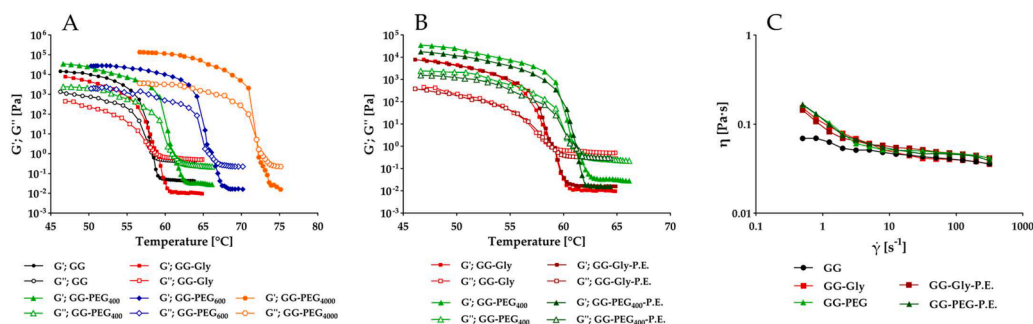 A
G'; G" [Pa]
10⁶
10⁵
10⁴
10³
10²
10¹
10⁰
10⁻¹
10⁻²
10⁻³
45 50 55 60 65 70 75 80
Temperature [°C]
G'; GG
G"; GG
G'; GG-PEG₄₀₀
G"; GG-PEG₄₀₀
G'; GG-Gly
G"; GG-Gly
G'; GG-PEG₆₀₀
G"; GG-PEG₆₀₀
G'; GG-PEG₄₀₀₀
G"; GG-PEG₄₀₀₀
B
G'; G" [Pa]
10⁵
10⁴
10³
10²
10¹
10⁰
10⁻¹
10⁻²
10⁻³
45 50 55 60 65 70
Temperature [°C]
G'; GG-Gly
G"; GG-Gly
G'; GG-PEG₄₀₀
G"; GG-PEG₄₀₀
G'; GG-Gly-P.E.
G"; GG-Gly-P.E.
G'; GG-PEG₄₀₀-P.E.
G"; GG-PEG₄₀₀-P.E.
C
η [Pa·s]
1
0.1
0.01
0.1 1 10 100 1000
γ̇ [s⁻¹]
GG
GG-Gly
GG-PEG
GG-Gly-P.E.
GG-PEG-P.E.